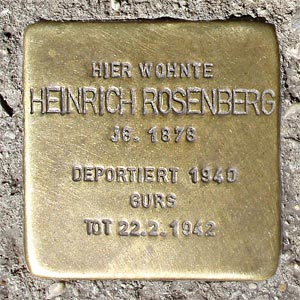 HIER WOHNTE
HEINRICH ROSENBERG
JG. 1878
DEPORTIERT 1940
GURS
TOT 22.2.1942